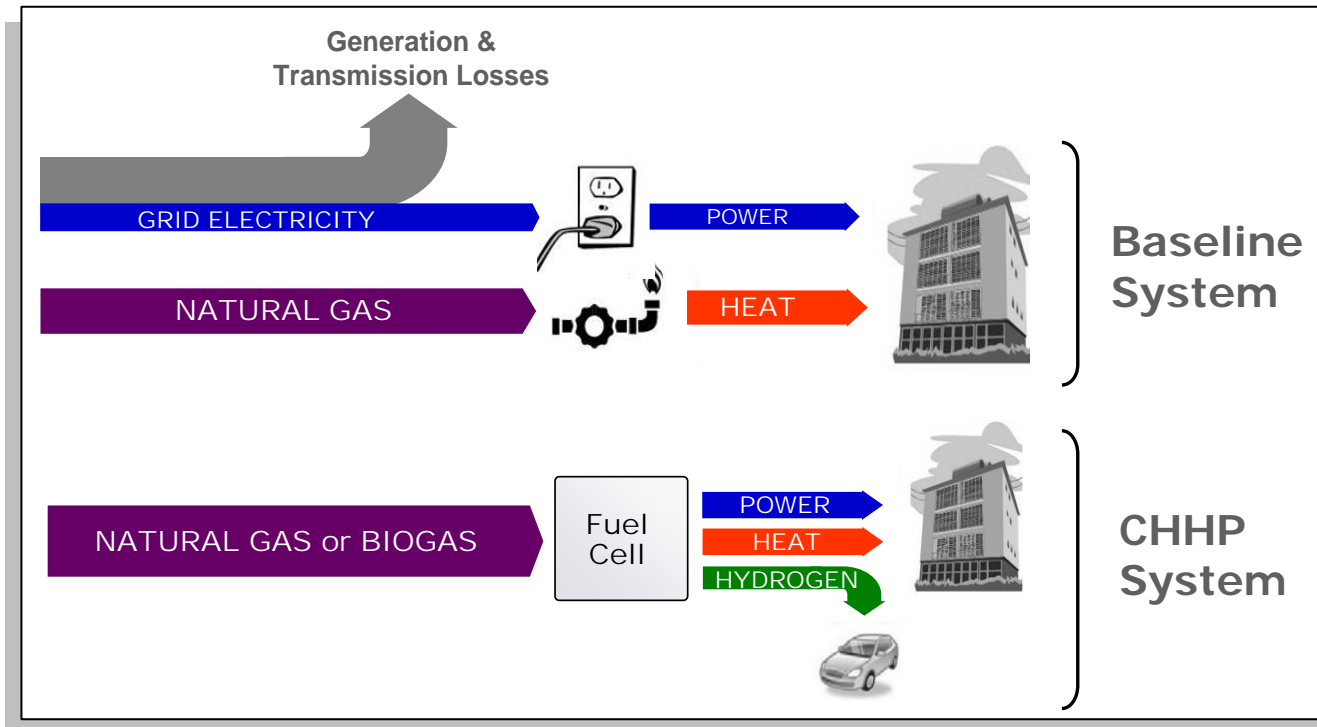 Generation &
Transmission Losses
GRID ELECTRICITY
POWER
NATURAL GAS
HEAT
Baseline
System
NATURAL GAS or BIOGAS
Fuel
Cell
POWER
HEAT
HYDROGEN
CHHP
System